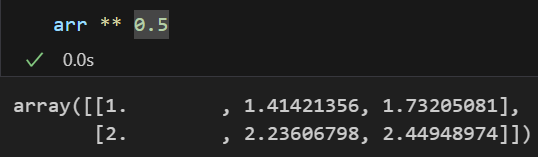 arr ** 0.5
0.0s
array([[1.        , 1.41421356, 1.73205081],
       [2.        , 2.23606798, 2.44948974]])